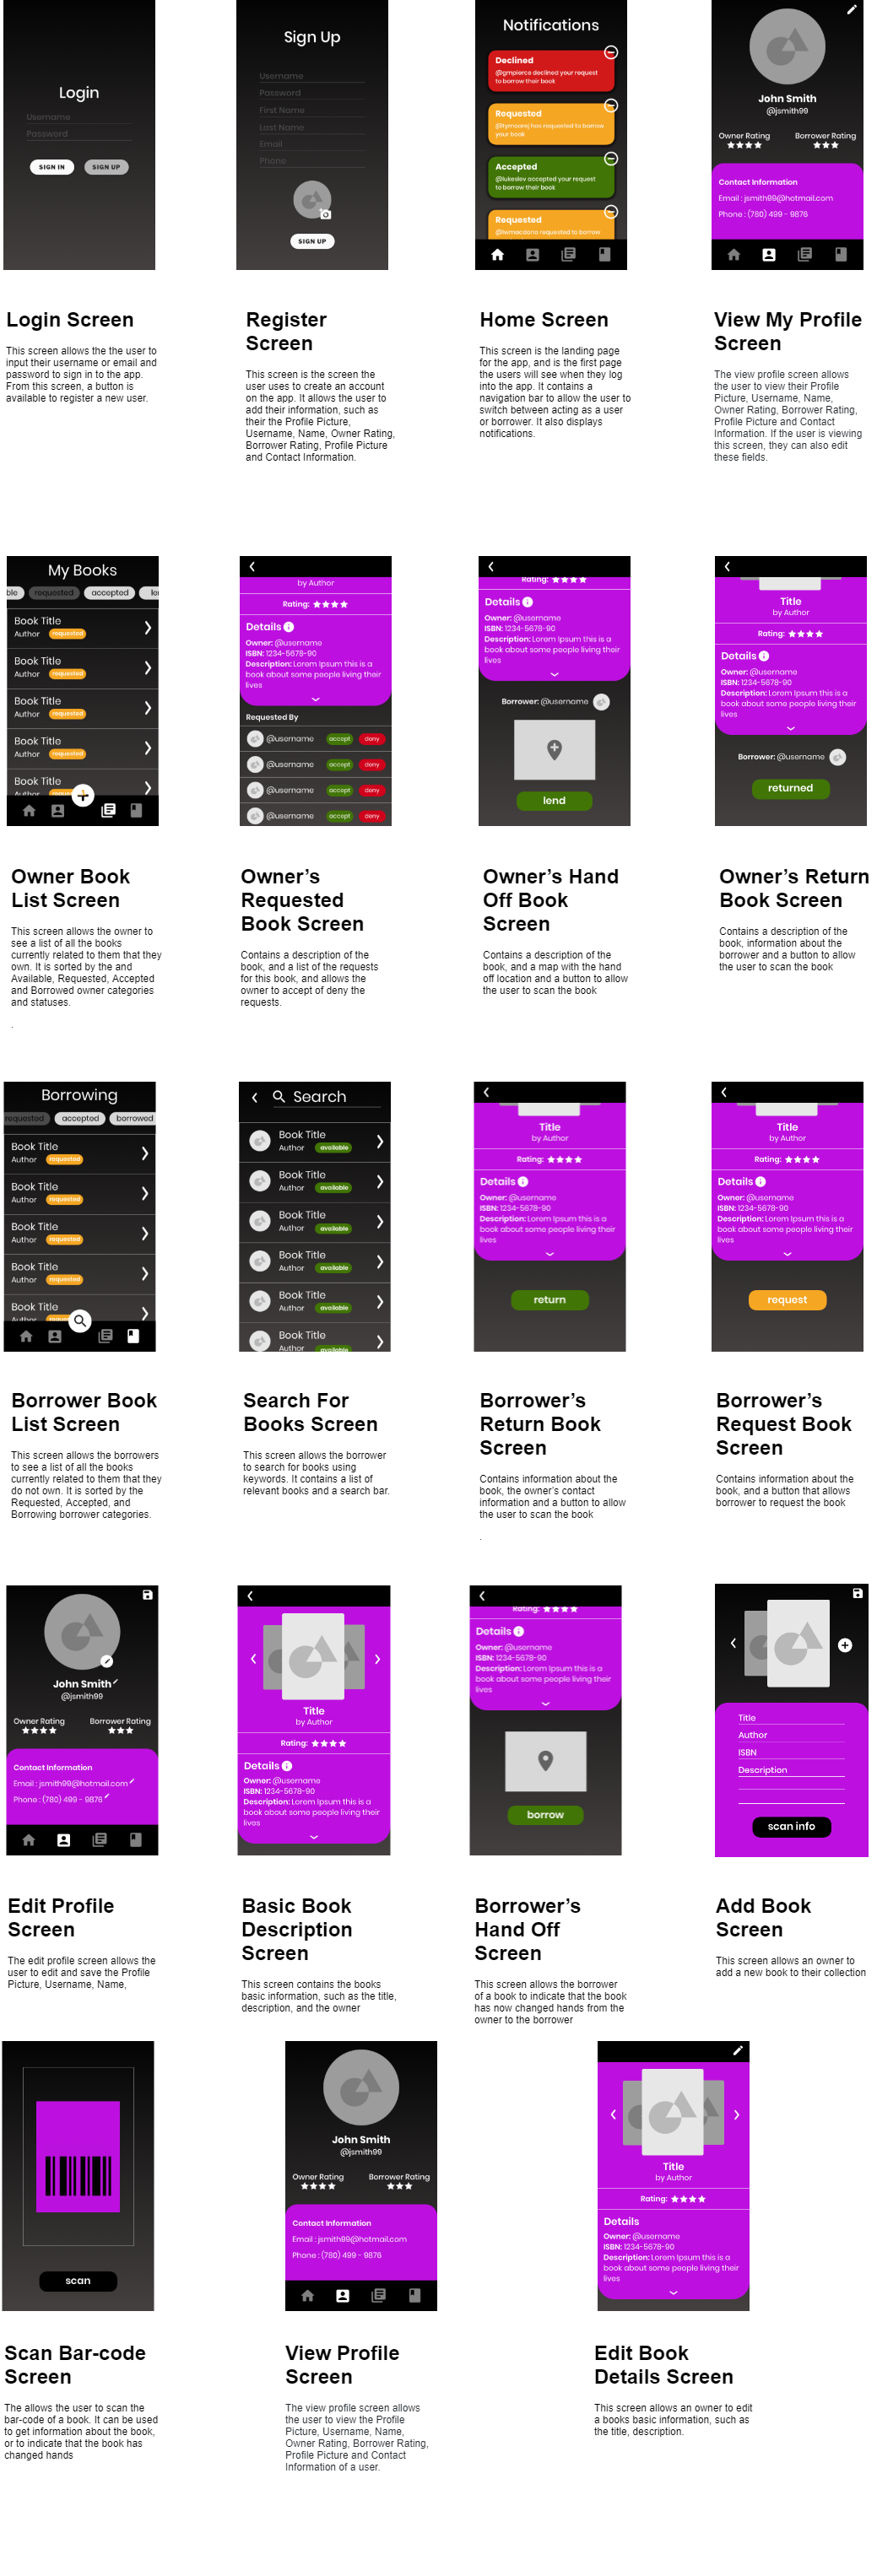 Login
Username
Password
SIGN IN SIGN UP
Login Screen
This screen allows the the user to
input their username or email and
password to sign in to the app.
From this screen, a button is
available to register a new user.
Sign Up
Username
Password
First Name
Last Name
Email
Phone
SIGN UP
Register
Screen
This screen is the screen the
user uses to create an account
on the app. It allows the user to
add their information, such as
their the Profile Picture,
Username, Name, Owner Rating,
Borrower Rating, Profile Picture
and Contact Information.
Notifications
Declined
@gmpierce declined your request
to borrow their book
Requested
has requested to borrow
your book
Accepted
@lukeslev accepted your request
to borrow their book
Requested
requested to borrow
Home Screen
This screen is the landing page
for the app, and is the first page
the users will see when they log
into the app. It contains a
navigation bar to allow the user to
switch between acting as a user
or borrower. It also displays
notifications.
John Smith
@jsmith99
Owner Rating Borrower Rating
Contact Information
Email : jsmith99@hotmail.com
Phone : (780) 499 - 9876
View My Profile
Screen
The view profile screen allows
the user to view their Profile
Picture, Username, Name,
Owner Rating, Borrower Rating,
Profile Picture and Contact
Information. If the user is viewing
this screen, they can also edit
these fields.
My Books
ble requested accepted
Book Title
Author requested
Book Title
Author requested
Book Title
Author requested
Book Title
Author requested
Book Title
Author
Owner Book
List Screen
This screen allows the owner to
see a list of all the books
currently related to them that they
own. It is sorted by the and
Available, Requested, Accepted
and Borrowed owner categories
and statuses.
.
by Author
Rating:
Details
Owner: @username
ISBN: 1234-5678-90
Description: Lorem Ipsum this is a
book about some people living their
lives
Requested By
@username accept deny
@username accept deny
@username accept deny
@username accept deny
Owner’s
Requested
Book Screen
Contains a description of the
book, and a list of the requests
for this book, and allows the
owner to accept of deny the
requests.
Rating:
Details
Owner: @username
ISBN: 1234-5678-90
Description: Lorem Ipsum this is a
book about some people living their
lives
Borrower: @username
lend
Owner’s Hand
Off Book
Screen
Contains a description of the
book, and a map with the hand
off location and a button to allow
the user to scan the book
Title
by Author
Rating:
Details
Owner: @username
ISBN: 1234-5678-90
Description: Lorem Ipsum this is a
book about some people living their
lives
Borrower: @username
returned
Owner’s Return
Book Screen
Contains a description of the
book, information about the
borrower and a button to allow
the user to scan the book
Borrowing
requested accepted borrowed
Book Title
Author requested
Book Title
Author requested
Book Title
Author requested
Book Title
Author requested
Book Title
Author
Borrower Book
List Screen
This screen allows the borrowers
to see a list of all the books
currently related to them that they
do not own. It is sorted by the
Requested, Accepted, and
Borrowing borrower categories.
Search
Book Title
Author available
Book Title
Author available
Book Title
Author available
Book Title
Author available
Book Title
Author available
Book Title
Author available
Search For
Books Screen
This screen allows the borrower
to search for books using
keywords. It contains a list of
relevant books and a search bar.
Title
by Author
Rating:
Details
Owner: @username
ISBN: 1234-5678-90
Description: Lorem Ipsum this is a
book about some people living their
lives
return
Borrower’s
Return Book
Screen
Contains information about the
book, the owner’s contact
information and a button to allow
the user to scan the book
.
Title
by Author
Rating:
Details
Owner: @username
ISBN: 1234-5678-90
Description: Lorem Ipsum this is a
book about some people living their
lives
request
Borrower’s
Request Book
Screen
Contains information about the
book, and a button that allows
borrower to request the book
John Smith
@jsmith99
Owner Rating Borrower Rating
Contact Information
Email : jsmith99@hotmail.com
Phone : (780) 499 - 9876
Edit Profile
Screen
The edit profile screen allows the
user to edit and save the Profile
Picture, Username, Name,
Title
by Author
Rating:
Details
Owner: @username
ISBN: 1234-5678-90
Description: Lorem Ipsum this is a
book about some people living their
lives
Basic Book
Description
Screen
This screen contains the books
basic information, such as the title,
description, and the owner
Rating:
Details
Owner: @username
ISBN: 1234-5678-90
Description: Lorem Ipsum this is a
book about some people living their
lives
borrow
Borrower’s
Hand Off
Screen
This screen allows the borrower
of a book to indicate that the book
has now changed hands from the
owner to the borrower
Title
Author
ISBN
Description
scan info
Add Book
Screen
This screen allows an owner to
add a new book to their collection
scan
Scan Bar-code
Screen
The allows the user to scan the
bar-code of a book. It can be used
to get information about the book,
or to indicate that the book has
changed hands
John Smith
@jsmith99
Owner Rating Borrower Rating
Contact Information
Email : jsmith99@hotmail.com
Phone : (780) 499 - 9876
View Profile
Screen
The view profile screen allows
the user to view the Profile
Picture, Username, Name,
Owner Rating, Borrower Rating,
Profile Picture and Contact
Information of a user.
Title
by Author
Rating:
Details
Owner: @username
ISBN: 1234-5678-90
Description: Lorem Ipsum this is a
book about some people living their
lives
Edit Book
Details Screen
This screen allows an owner to edit
a books basic information, such as
the title, description.